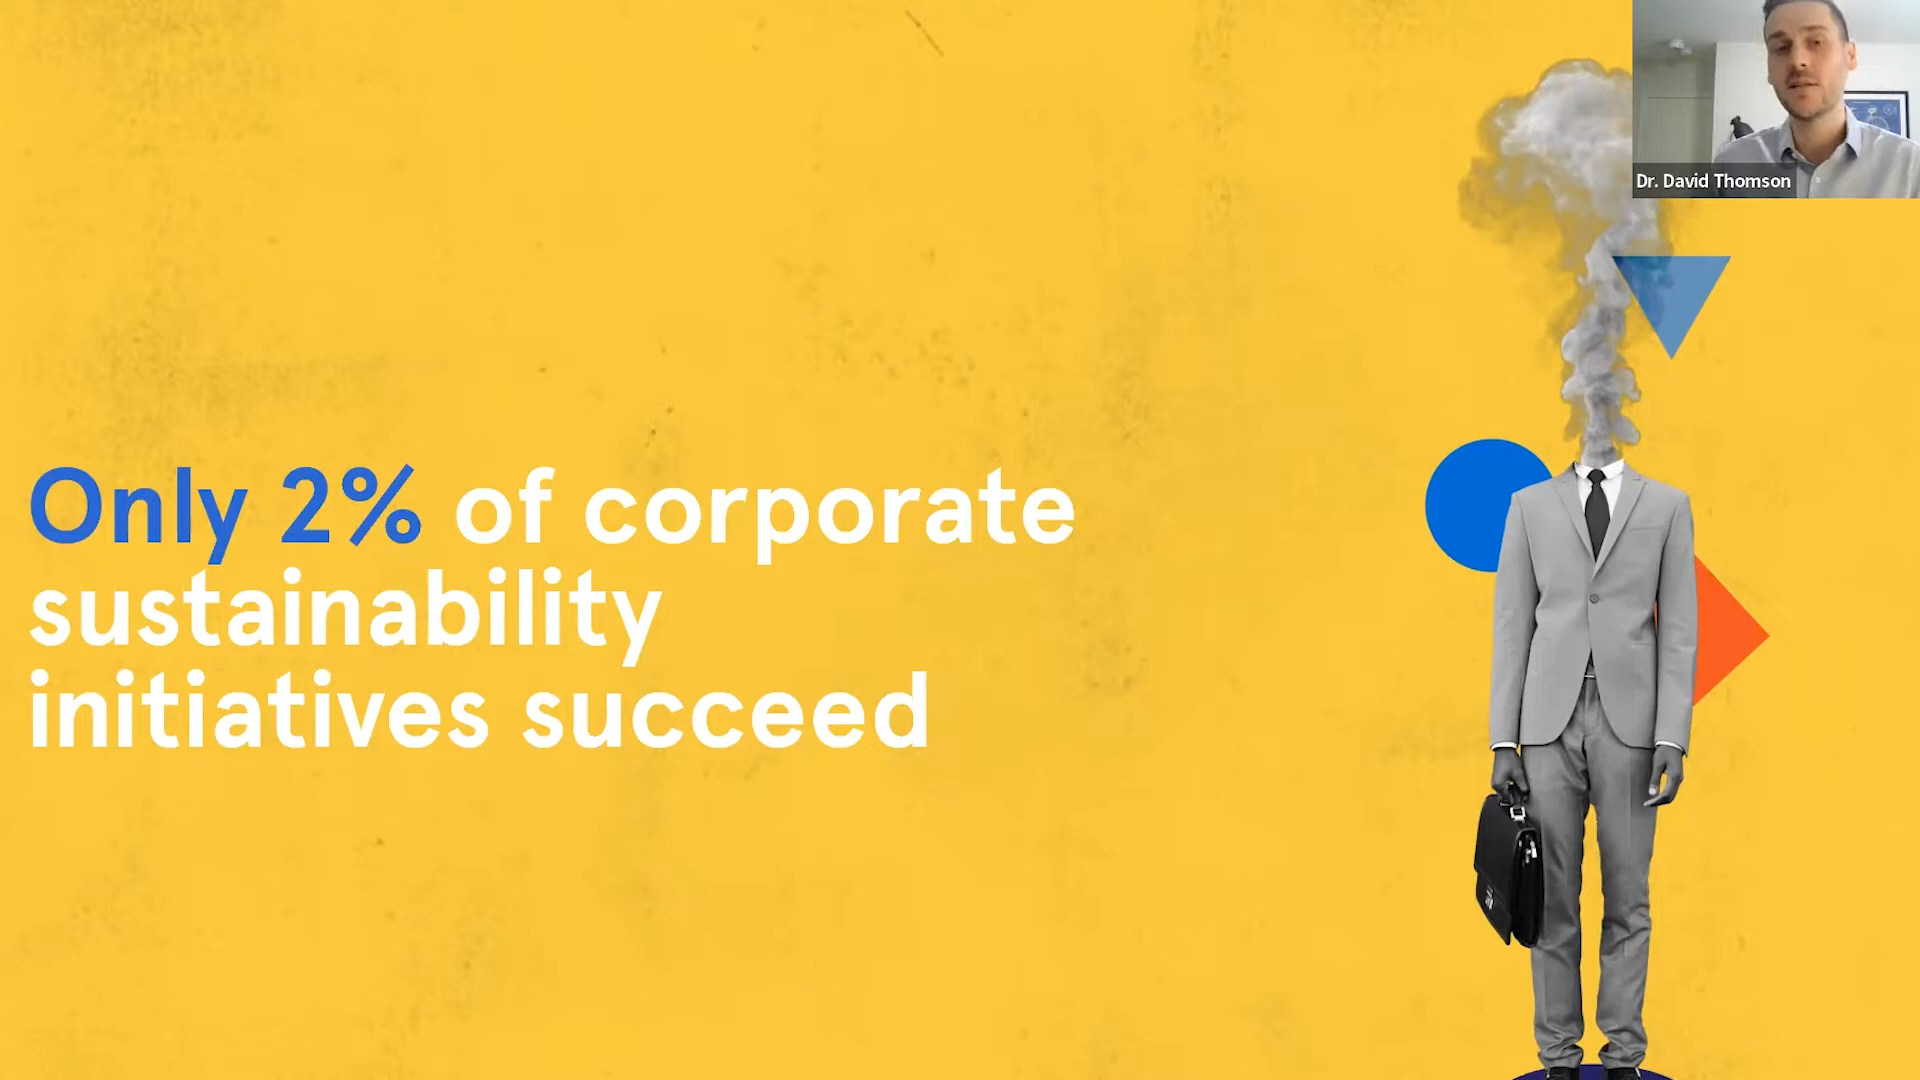 Dr. David Thomson
Only 2% of corporate
sustainability
initiatives succeed